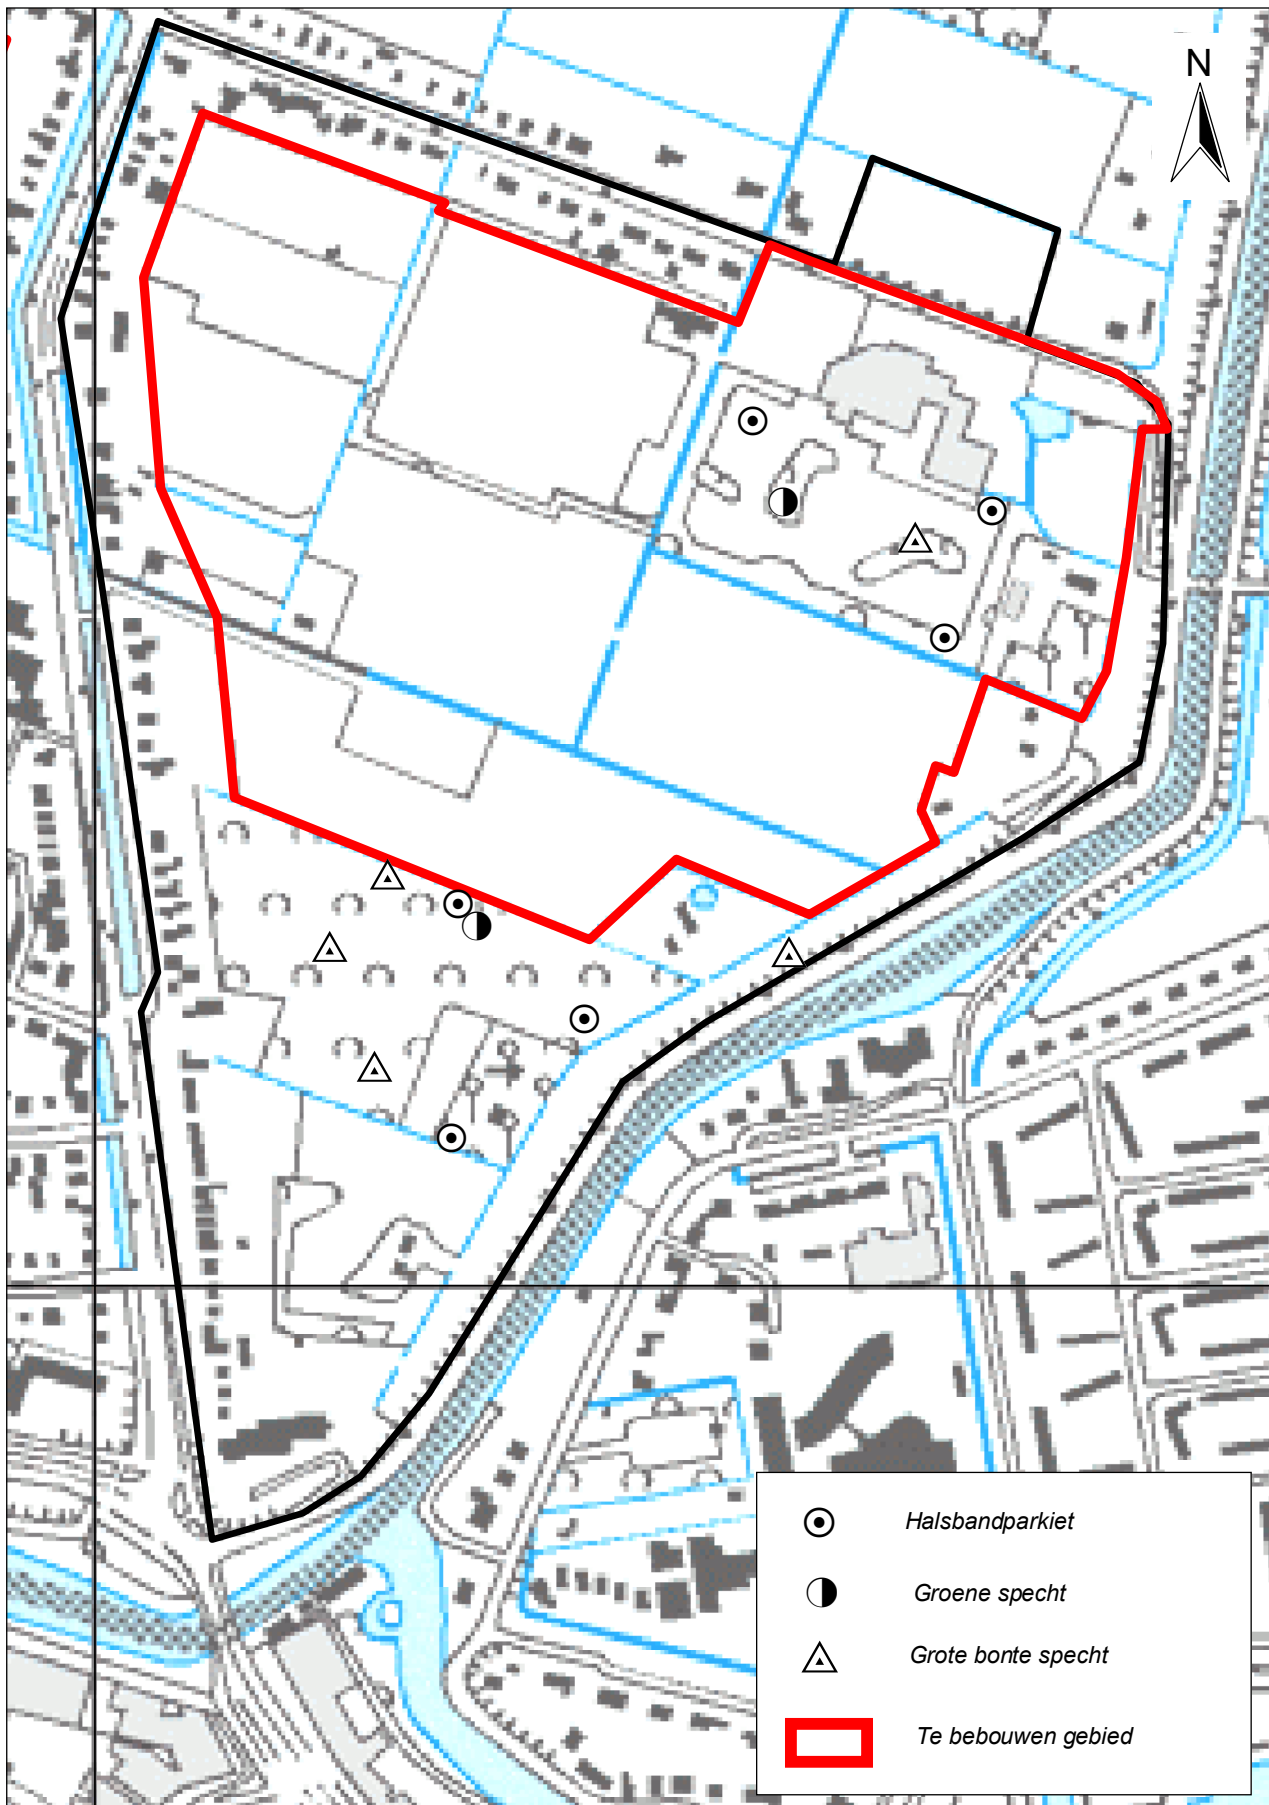 N
Halsbandparkiet
Groene specht
Grote bonte specht
Te bebouwen gebied